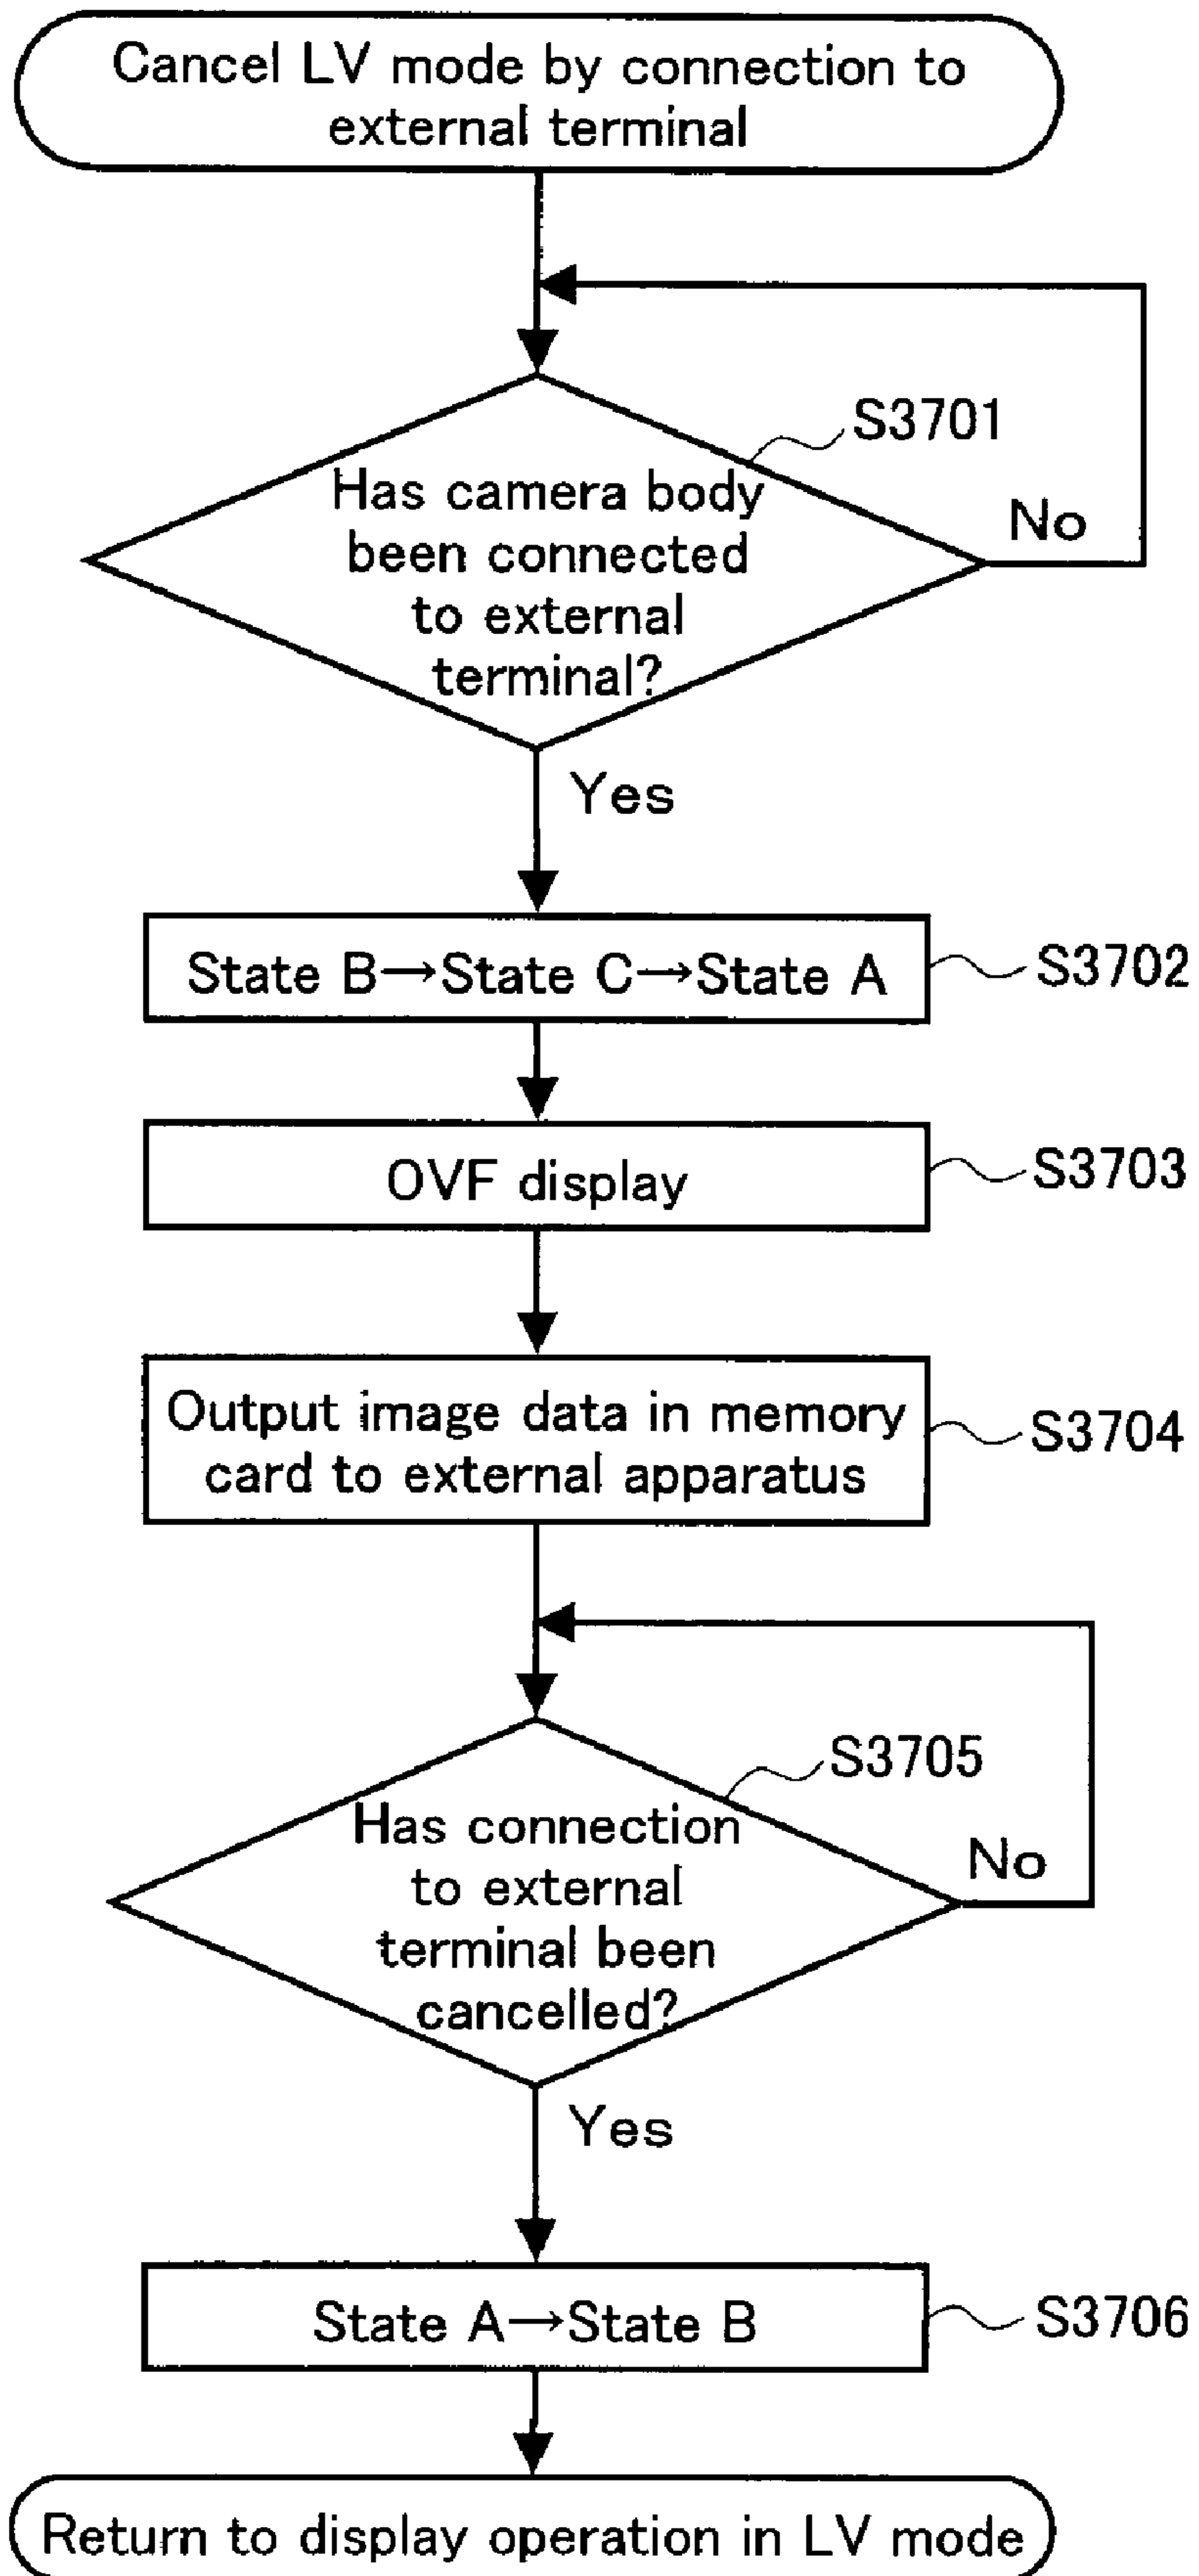 Cancel LV mode by connection to
external terminal
S3701
Has camera body
been connected
to external
terminal?
No
Yes
State B→State C→State A
S3702
OVF display
S3703
Output image data in memory
card to external apparatus
S3704
S3705
Has connection
to external
terminal been
cancelled?
No
Yes
State A→State B
S3706
Return to display operation in LV mode